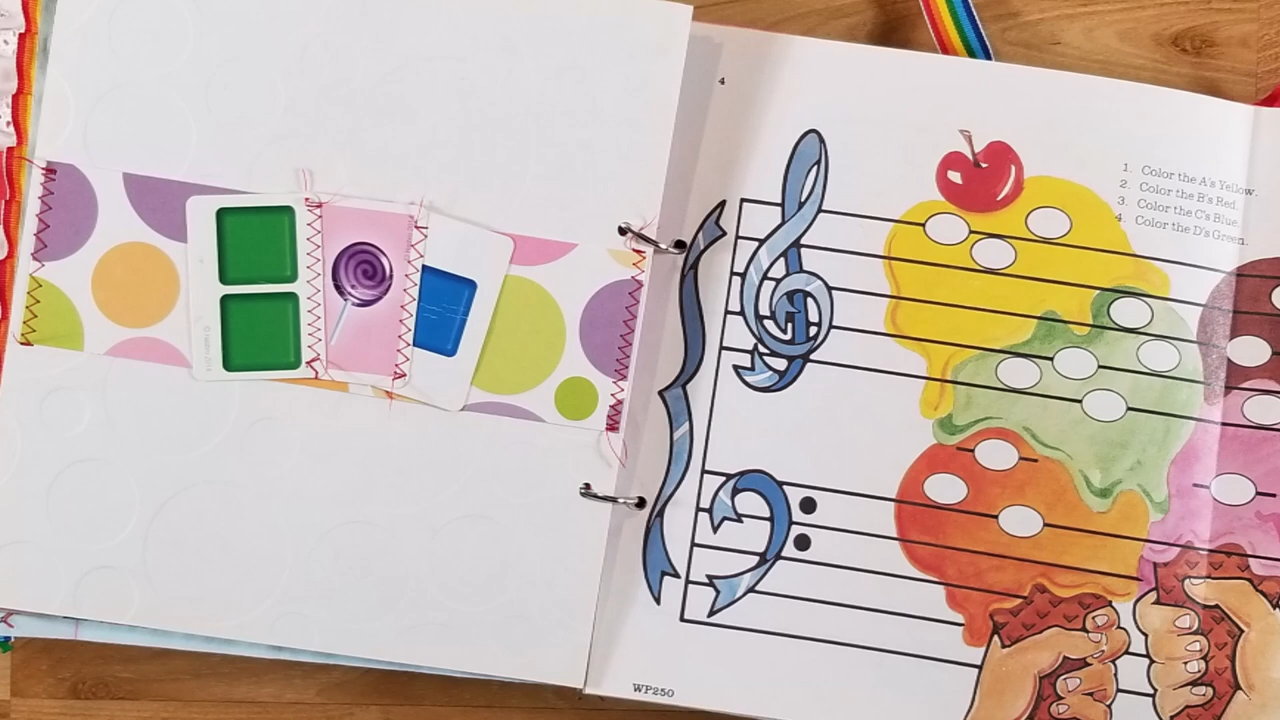 4
1. Color the A's Yellow.
2. Color the B's Red.
3. Color the C's Blue.
4. Color the D's Green.
WP250